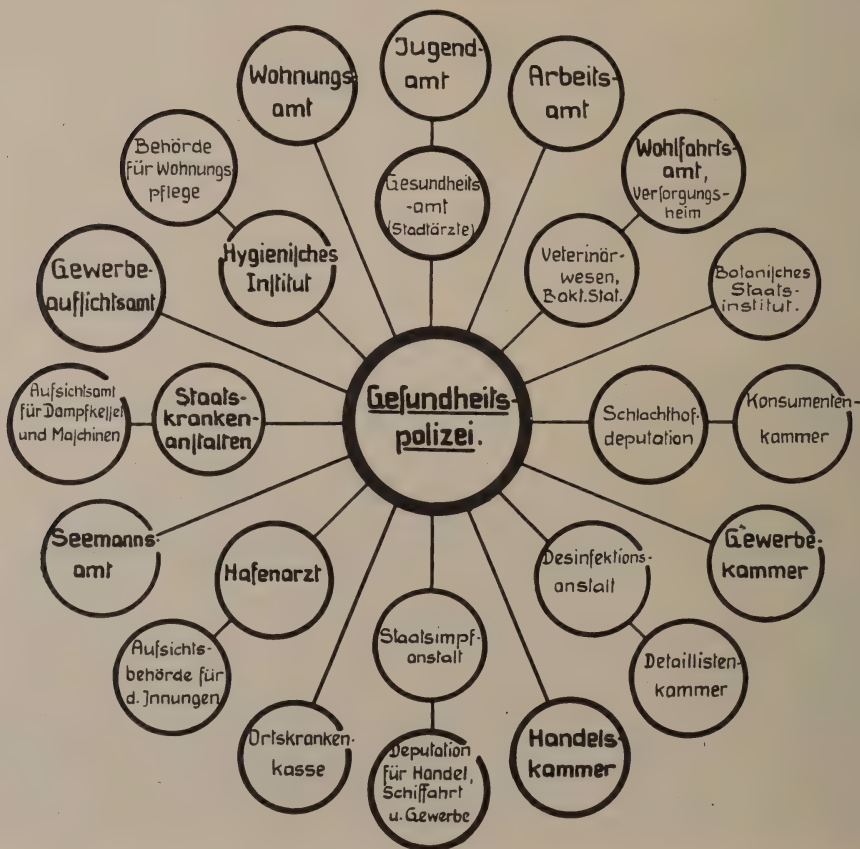 Jugend-
amt
Wohnungs-
amt
Arbeits-
amt
Behörde
für Wohnungs
pflege
Gesundheits
-amt
(Stadtärzte)
Wohlfahrts-
amt,
Verſorgungs-
heim
Hygieniſches
Inſtitut
Veterinör-
wesen,
Bakt.Stat.
Gewerbe-
aufſichtsamt
Botaniſches
Staats-
institut.
Aufsichtsamt
für Dampfkeſſel
und Maſchinen
Staats-
kranken-
anſtalten
Geſundheits-
polizei.
Schlachthof-
deputation
Konsumenten-
kammer
Seemanns-
amt
Hafenarzt
Desinfektions-
anstalt
Gewerbe-
kammer
Aufsichts-
behörde für
d. Innungen
Staatsimpf-
anstalt
Detaillisten-
kammer
Ortskranken-
kasse
Deputation
für Handel,
Schiffahrt
u. Gewerbe
Handels-
kammer